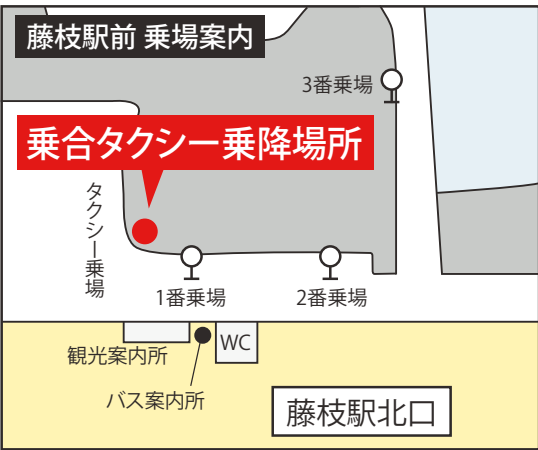 藤枝駅前 乗場案内
3番乗場
乗合タクシー乗降場所
タクシー乗場
1番乗場
2番乗場
観光案内所
WC
バス案内所
藤枝駅北口